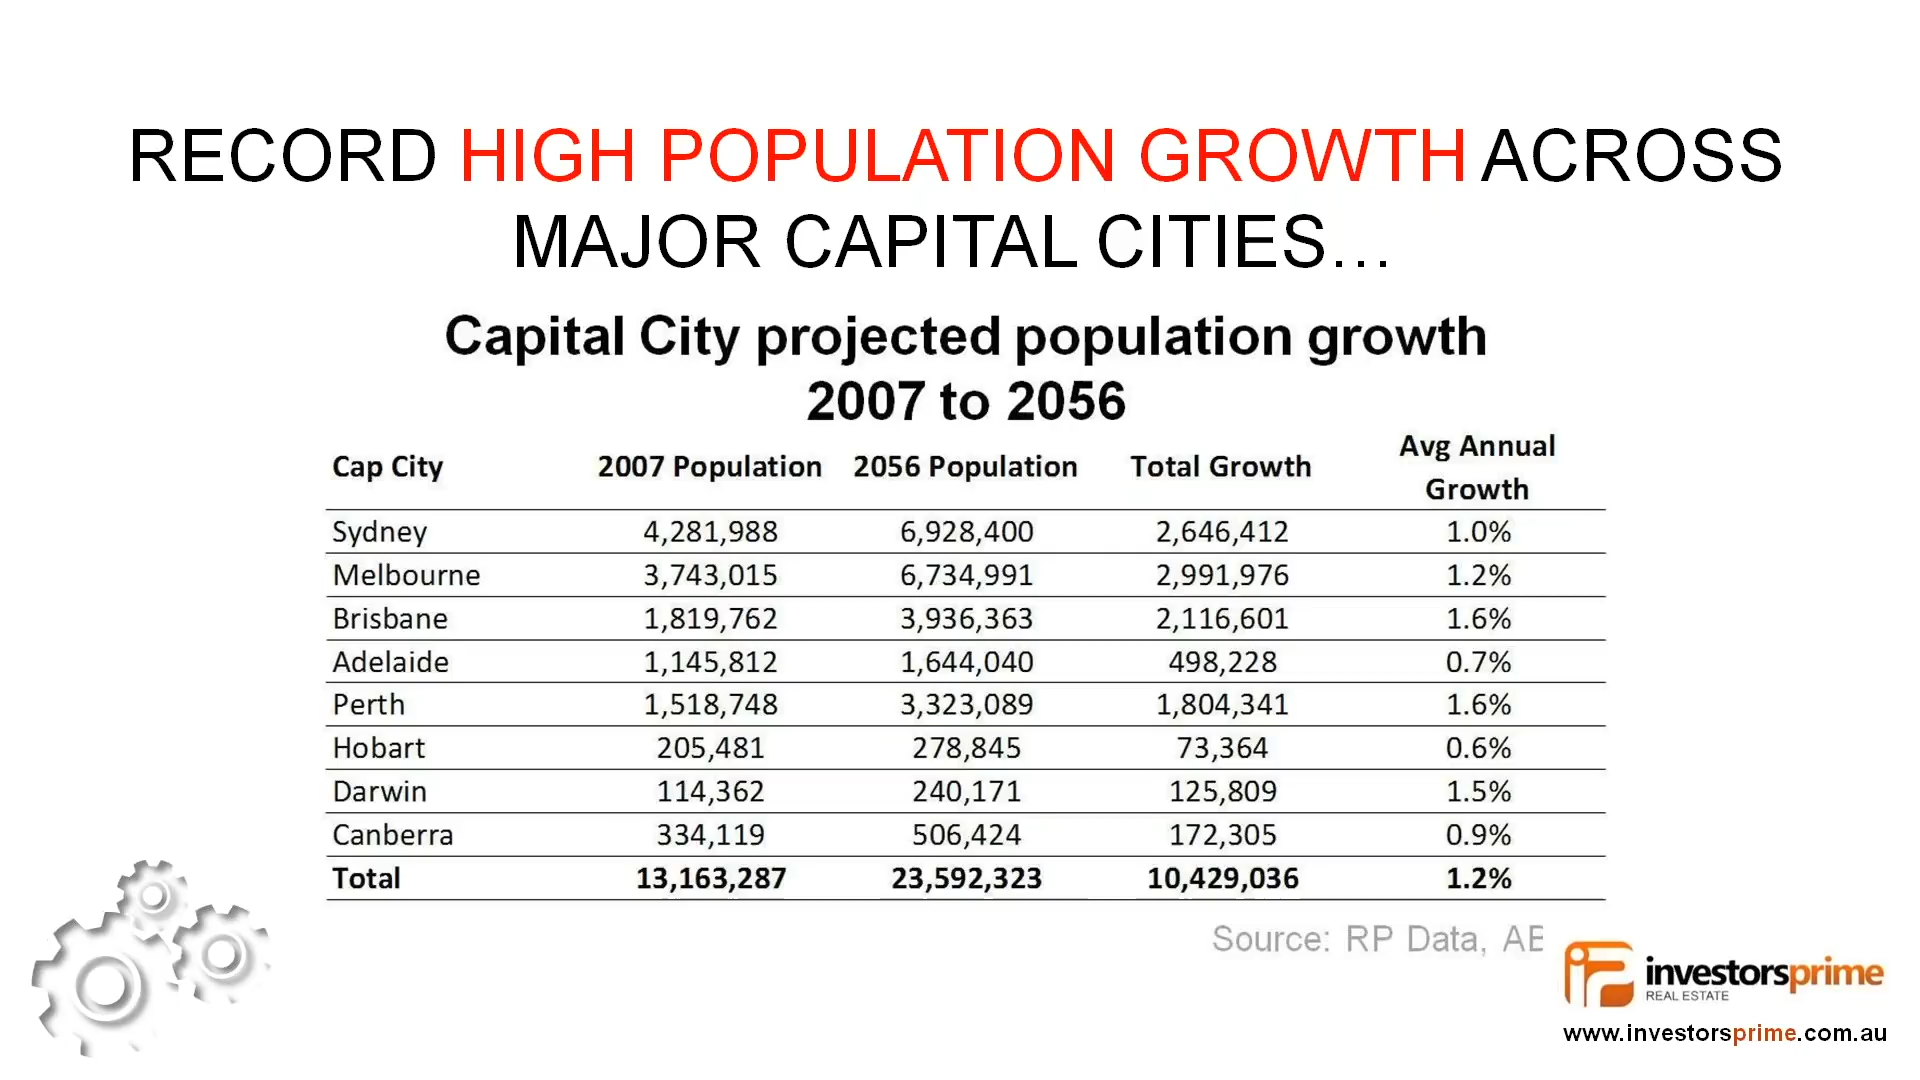 RECORD HIGH POPULATION GROWTH ACROSS
MAJOR CAPITAL CITIES...
Capital City projected population growth
2007 to 2056
Cap City 2007 Population 2056 Population Total Growth Avg Annual Growth
Sydney 4,281,988 6,928,400 2,646,412 1.0%
Melbourne 3,743,015 6,734,991 2,991,976 1.2%
Brisbane 1,819,762 3,936,363 2,116,601 1.6%
Adelaide 1,145,812 1,644,040 498,228 0.7%
Perth 1,518,748 3,323,089 1,804,341 1.6%
Hobart 205,481 278,845 73,364 0.6%
Darwin 114,362 240,171 125,809 1.5%
Canberra 334,119 506,424 172,305 0.9%
Total 13,163,287 23,592,323 10,429,036 1.2%
Source: RP Data,
investorsprime
REAL ESTATE
www.investorsprime.com.au